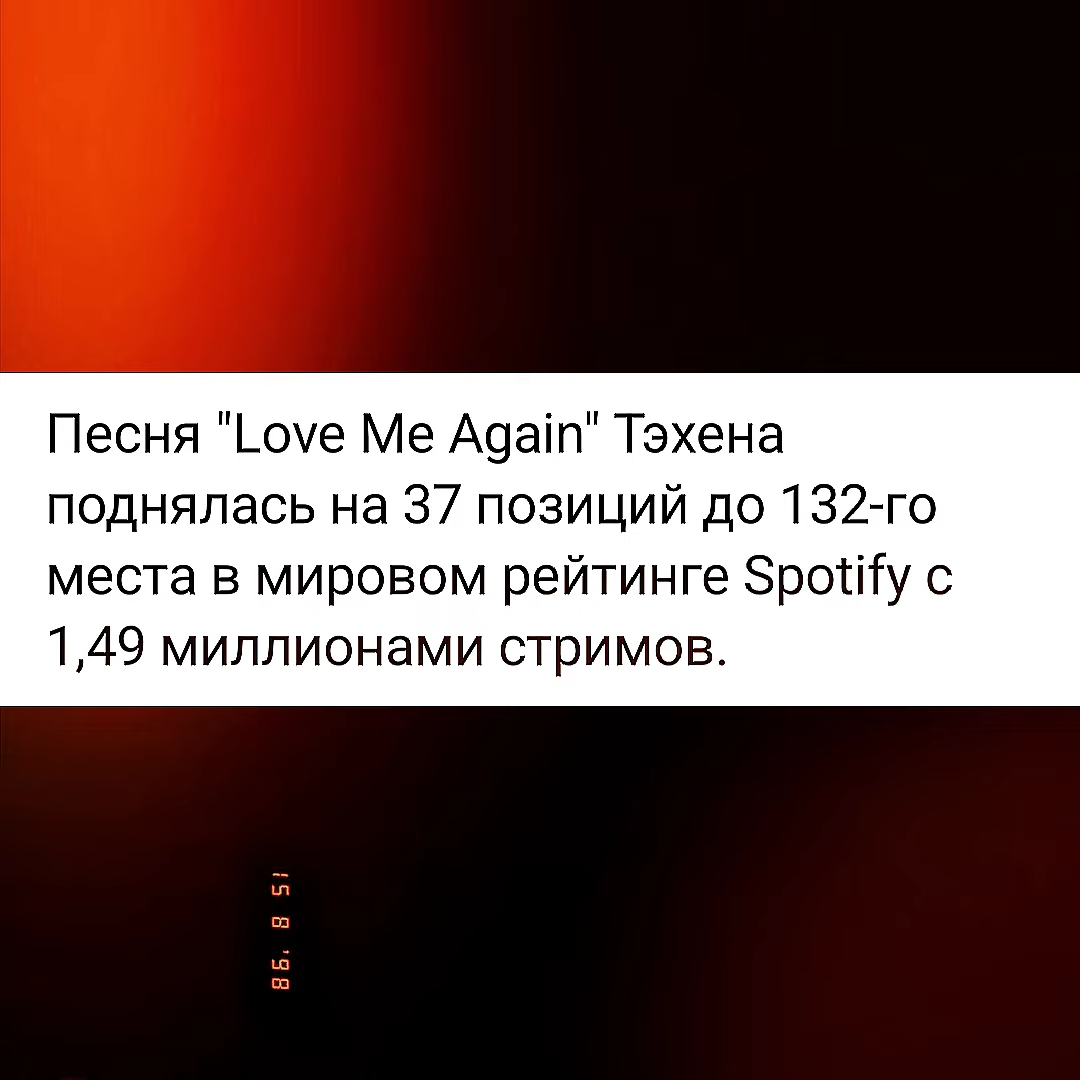 Песня "Love Me Again" Тэхена
поднялась на 37 позиций до 132-го
места в мировом рейтинге Spotify с
1,49 миллионами стримов.